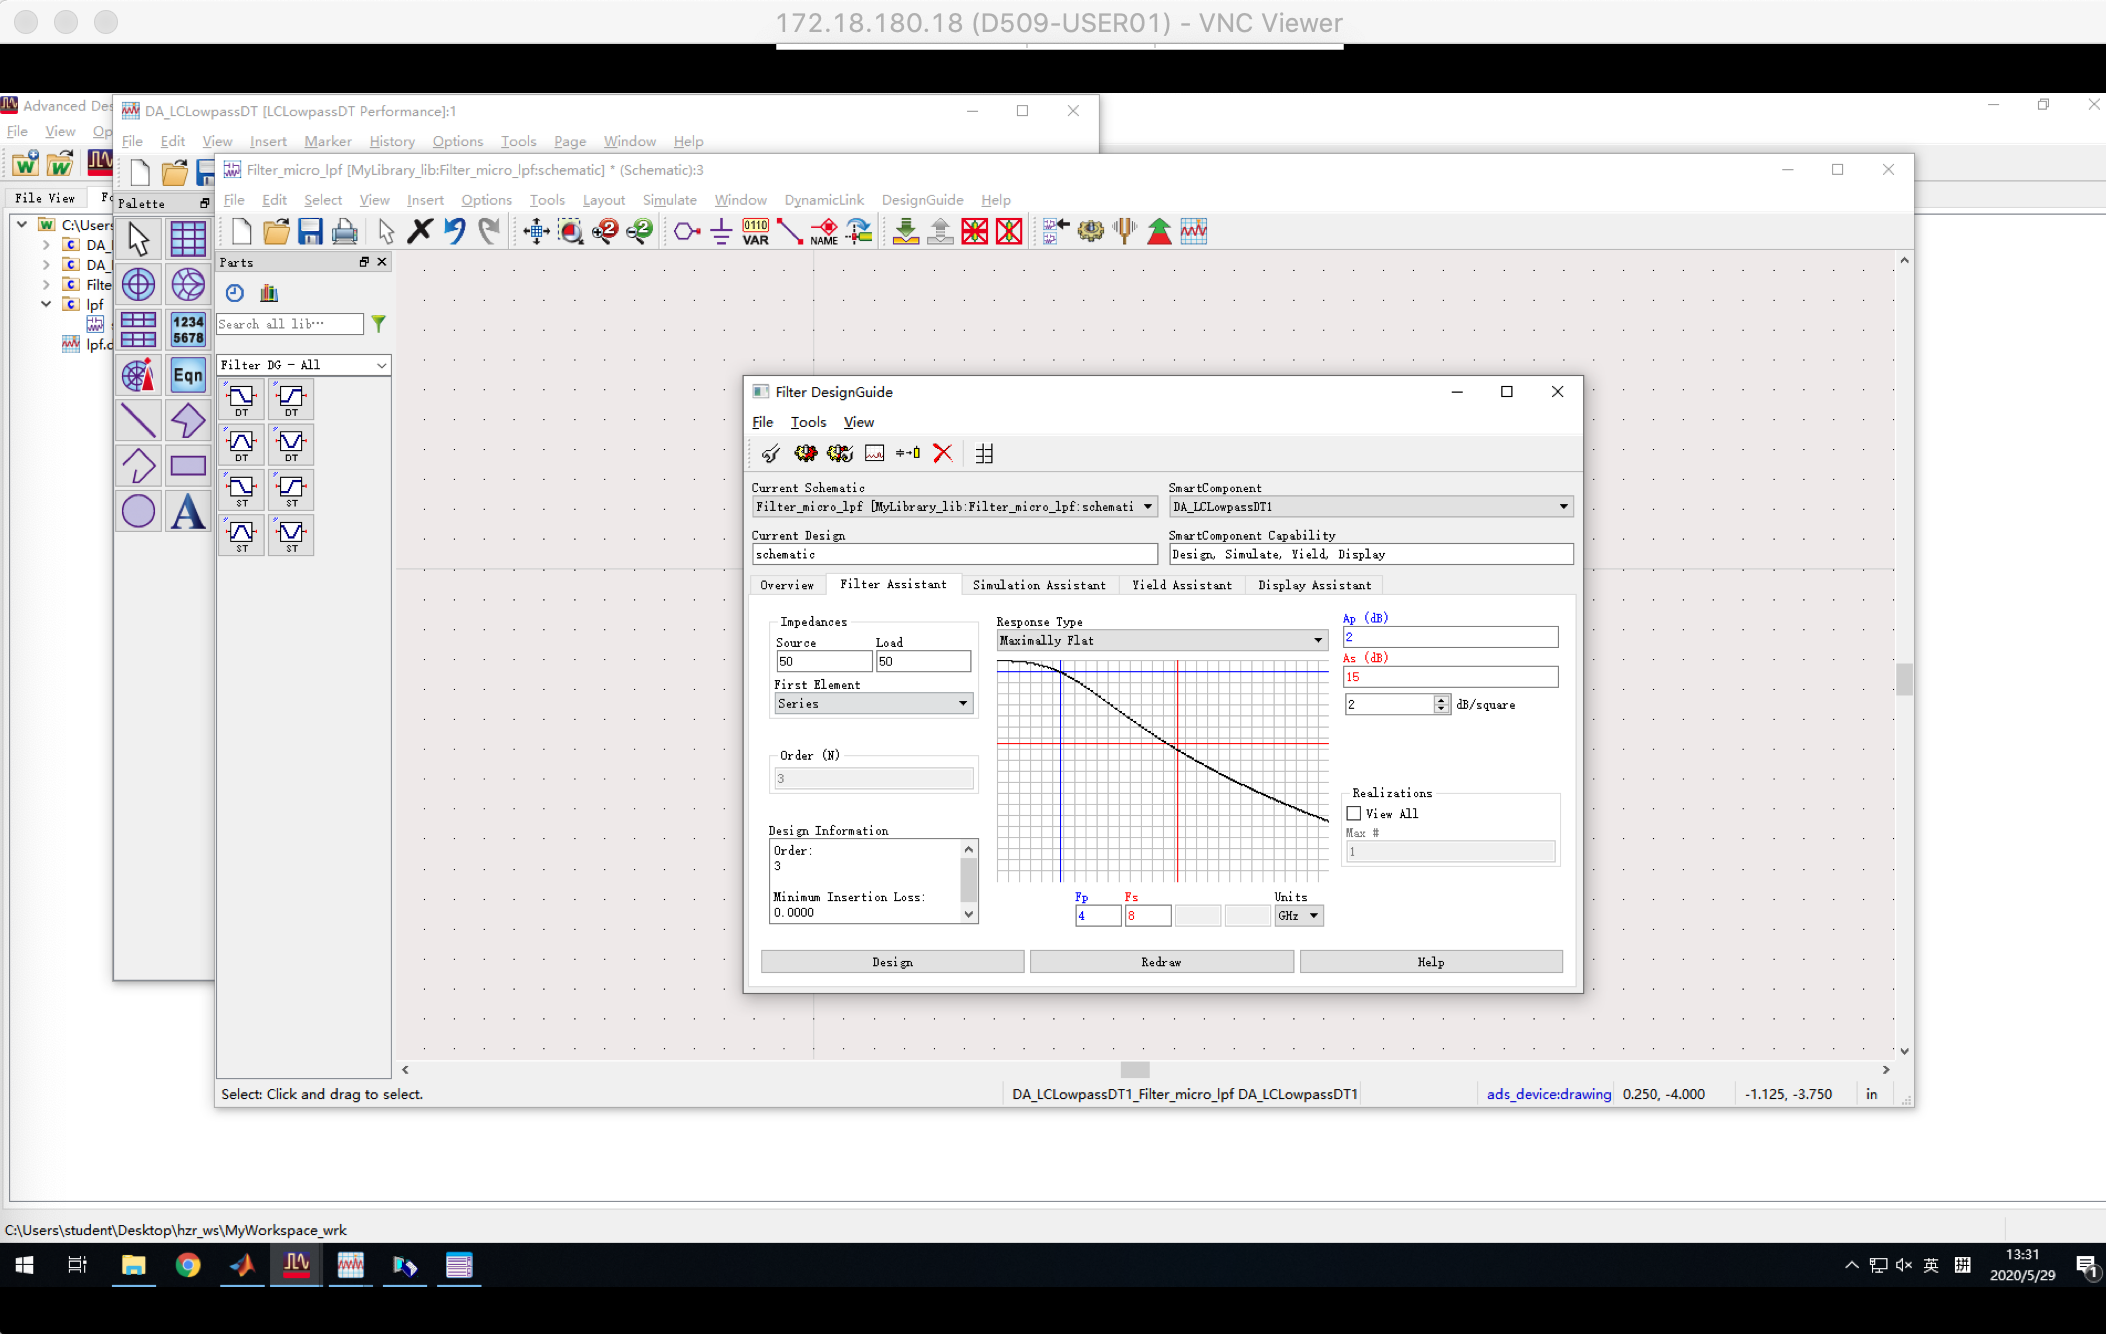 172.18.180.18 (D509-USER01) - VNC Viewer
Advanced Des
File View Op
DA_LCLowpassDT [LCLowpassDT Performance]:1
File Edit View Insert Marker History Options Tools Page Window Help
Filter_micro_lpf [MyLibrary_lib:Filter_micro_lpf:schematic] * (Schematic):3
File Edit Select View Insert Options Tools Layout Simulate Window DynamicLink DesignGuide Help
File View
Palette
C:\Users
DA_
DA_
Filte
lpf
lpf.d
1234
5678
Eqn
A
0110
VAR
NAME
2
2
Parts
Search all lib···
Filter DG - All
DT
DT
DT
DT
ST
ST
ST
ST
Filter DesignGuide
File Tools View
Current Schematic
Filter_micro_lpf [MyLibrary_lib:Filter_micro_lpf:schemati
SmartComponent
DA_LCLowpassDT1
Current Design
schematic
SmartComponent Capability
Design, Simulate, Yield, Display
Overview Filter Assistant Simulation Assistant Yield Assistant Display Assistant
Impedances
Source Load
50 50
First Element
Series
Order (N)
3
Design Information
Order:
3
Minimum Insertion Loss:
0.0000
Response Type
Maximally Flat
Fp Fs Units
4 8 GHz
Ap (dB)
2
As (dB)
15
2 dB/square
Realizations
View All
Max #
1
Design Redraw Help
Select: Click and drag to select.
DA_LCLowpassDT1_Filter_micro_lpf DA_LCLowpassDT1
ads_device:drawing 0.250, -4.000 -1.125, -3.750 in
C:\Users\student\Desktop\hzr_ws\MyWorkspace_wrk
英 拼
13:31
2020/5/29
1